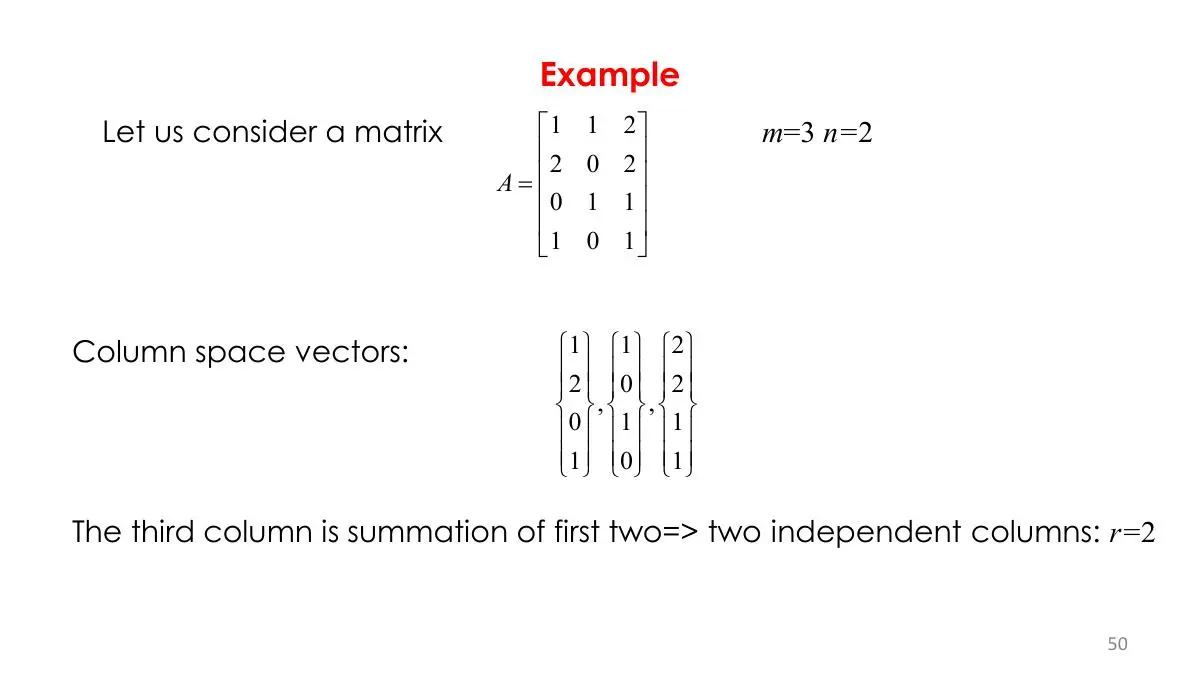 Example
Let us consider a matrix
A =
1 1 2
2 0 2
0 1 1
1 0 1
m=3 n=2
Column space vectors:
1 , 1 , 2
2 0 2
0 1 1
1 0 1
The third column is summation of first two=> two independent columns: r=2
50